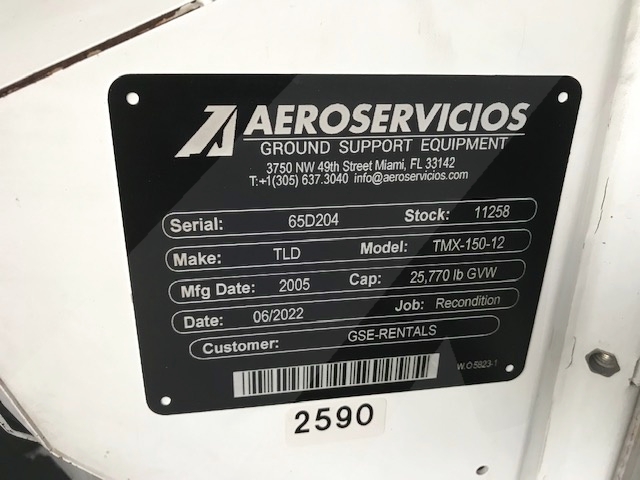 AEROSERVICIOS
GROUND SUPPORT EQUIPMENT
3750 NW 49th Street Miami, FL 33142
T:+1(305) 637.3040 info@aeroservicios.com
Serial: 65D204 Stock: 11258
Make: TLD Model: TMX-150-12
Mfg Date: 2005 Cap: 25,770 lb GVW
Date: 06/2022 Job: Recondition
Customer: GSE-RENTALS
W.O5823-1
2590